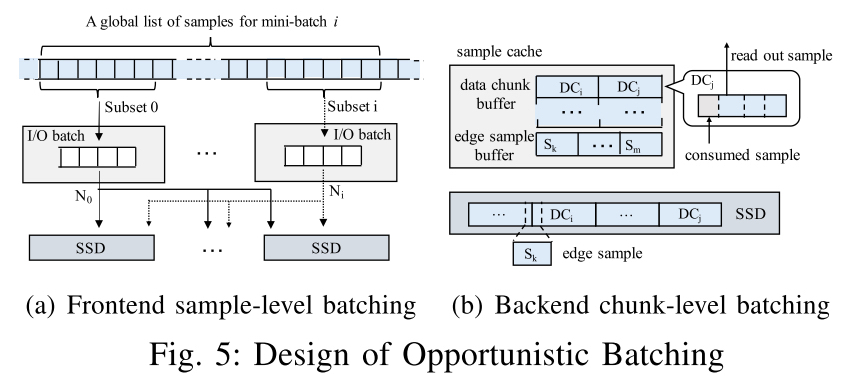 A global list of samples for mini-batch i
Subset 0
Subset i
I/O batch
I/O batch
...
N0
Ni
SSD
...
SSD
(a) Frontend sample-level batching
sample cache
read out sample
data chunk
buffer
DCi
DCj
DCj
...
...
edge sample
buffer
Sk
...
Sm
consumed sample
...
DCi
...
DCj
SSD
Sk
edge sample
(b) Backend chunk-level batching
Fig. 5: Design of Opportunistic Batching